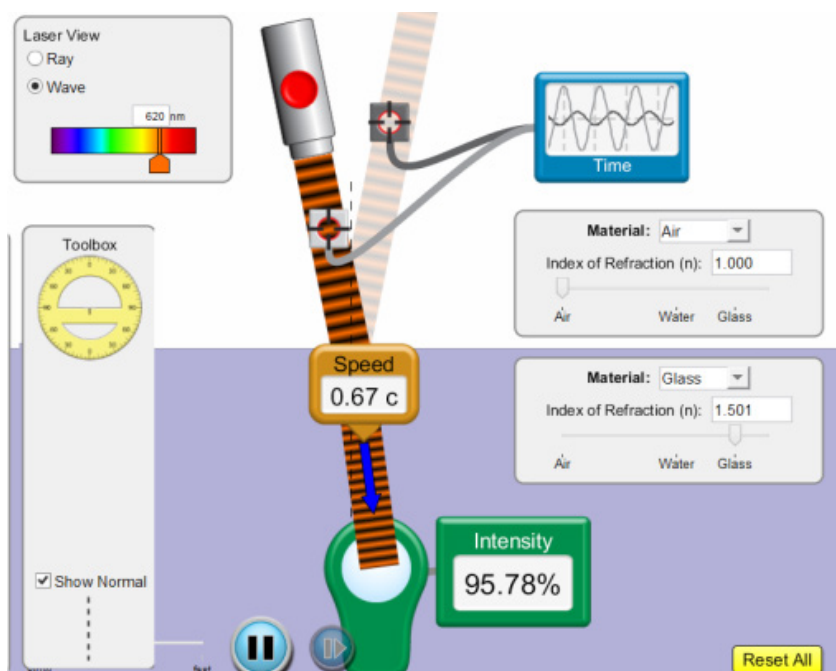 Laser View
Ray
Wave
620 nm
Time
Material: Air
Index of Refraction (n): 1.000
Air Water Glass
Material: Glass
Index of Refraction (n): 1.501
Air Water Glass
Toolbox
Speed
0.67 c
Intensity
95.78%
Show Normal
Reset All